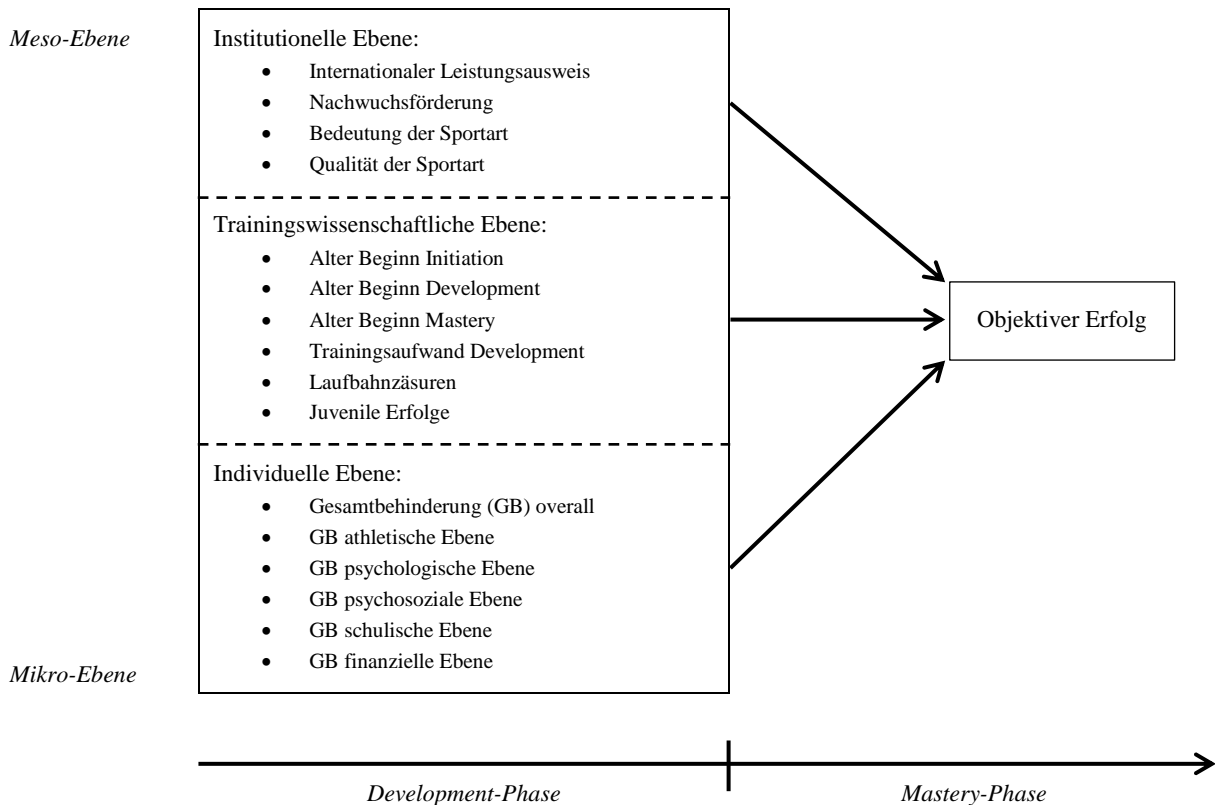 Meso-Ebene
Institutionelle Ebene:
• Internationaler Leistungsausweis
• Nachwuchsförderung
• Bedeutung der Sportart
• Qualität der Sportart
Trainingswissenschaftliche Ebene:
• Alter Beginn Initiation
• Alter Beginn Development
• Alter Beginn Mastery
• Trainingsaufwand Development
• Laufbahnzäsuren
• Juvenile Erfolge
Individuelle Ebene:
• Gesamtbehinderung (GB) overall
• GB athletische Ebene
• GB psychologische Ebene
• GB psychosoziale Ebene
• GB schulische Ebene
• GB finanzielle Ebene
Mikro-Ebene
Objektiver Erfolg
Development-Phase
Mastery-Phase